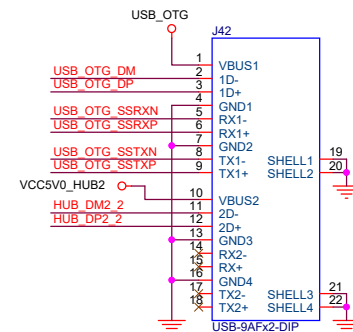 USB_OTG
J42
1 VBUS1
USB_OTG_DM 2 1D-
USB_OTG_DP 3 1D+
4 GND1
USB_OTG_SSRXN 5 RX1-
USB_OTG_SSRXP 6 RX1+
7 GND2
USB_OTG_SSTXN 8 TX1- SHELL1 19
USB_OTG_SSTXP 9 TX1+ SHELL2 20
VCC5V0_HUB2 10 VBUS2
HUB_DM2_2 11 2D-
HUB_DP2_2 12 2D+
13 GND3
14 RX2-
15 RX+
16 GND4
17 TX2- SHELL3 21
18 TX2+ SHELL4 22
USB-9AFx2-DIP